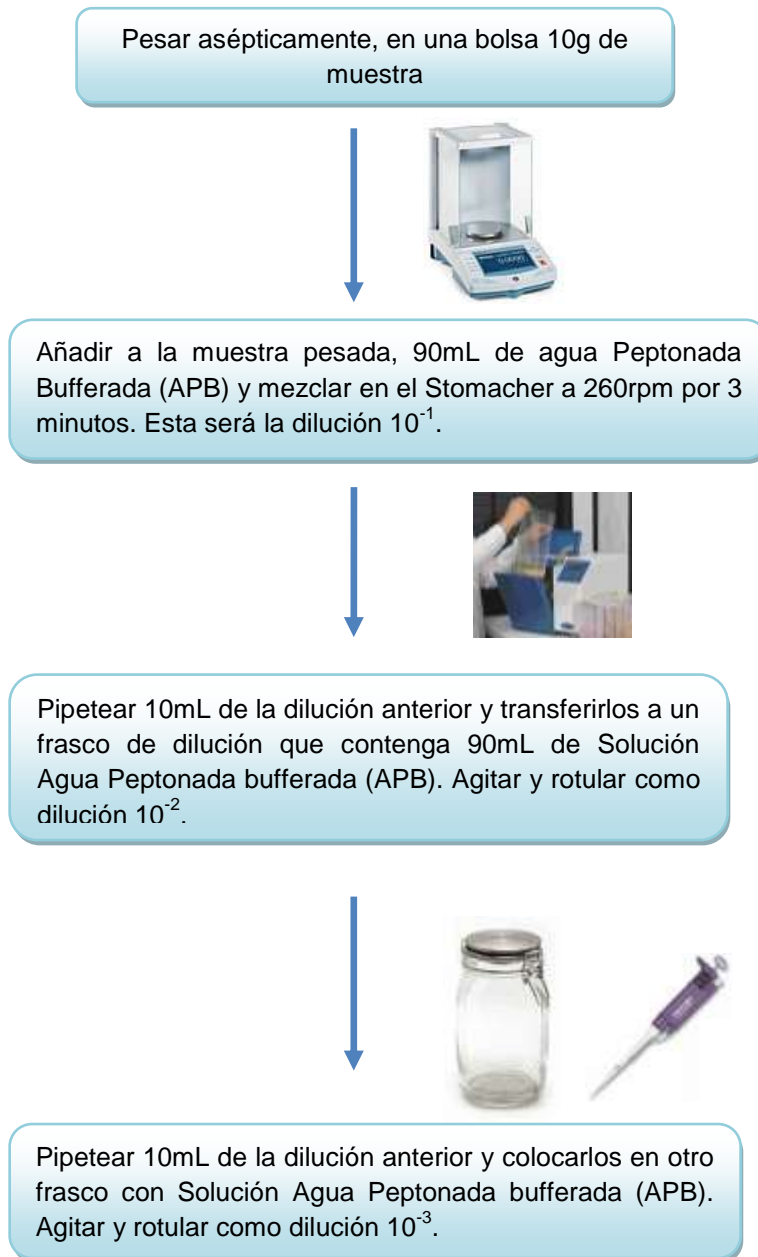 Pesar asépticamente, en una bolsa 10g de
muestra
Añadir a la muestra pesada, 90mL de agua Peptonada
Bufferada (APB) y mezclar en el Stomacher a 260rpm por 3
minutos. Esta será la dilución 10⁻¹.
Pipetear 10mL de la dilución anterior y transferirlos a un
frasco de dilución que contenga 90mL de Solución
Agua Peptonada bufferada (APB). Agitar y rotular como
dilución 10⁻².
Pipetear 10mL de la dilución anterior y colocarlos en otro
frasco con Solución Agua Peptonada bufferada (APB).
Agitar y rotular como dilución 10⁻³.